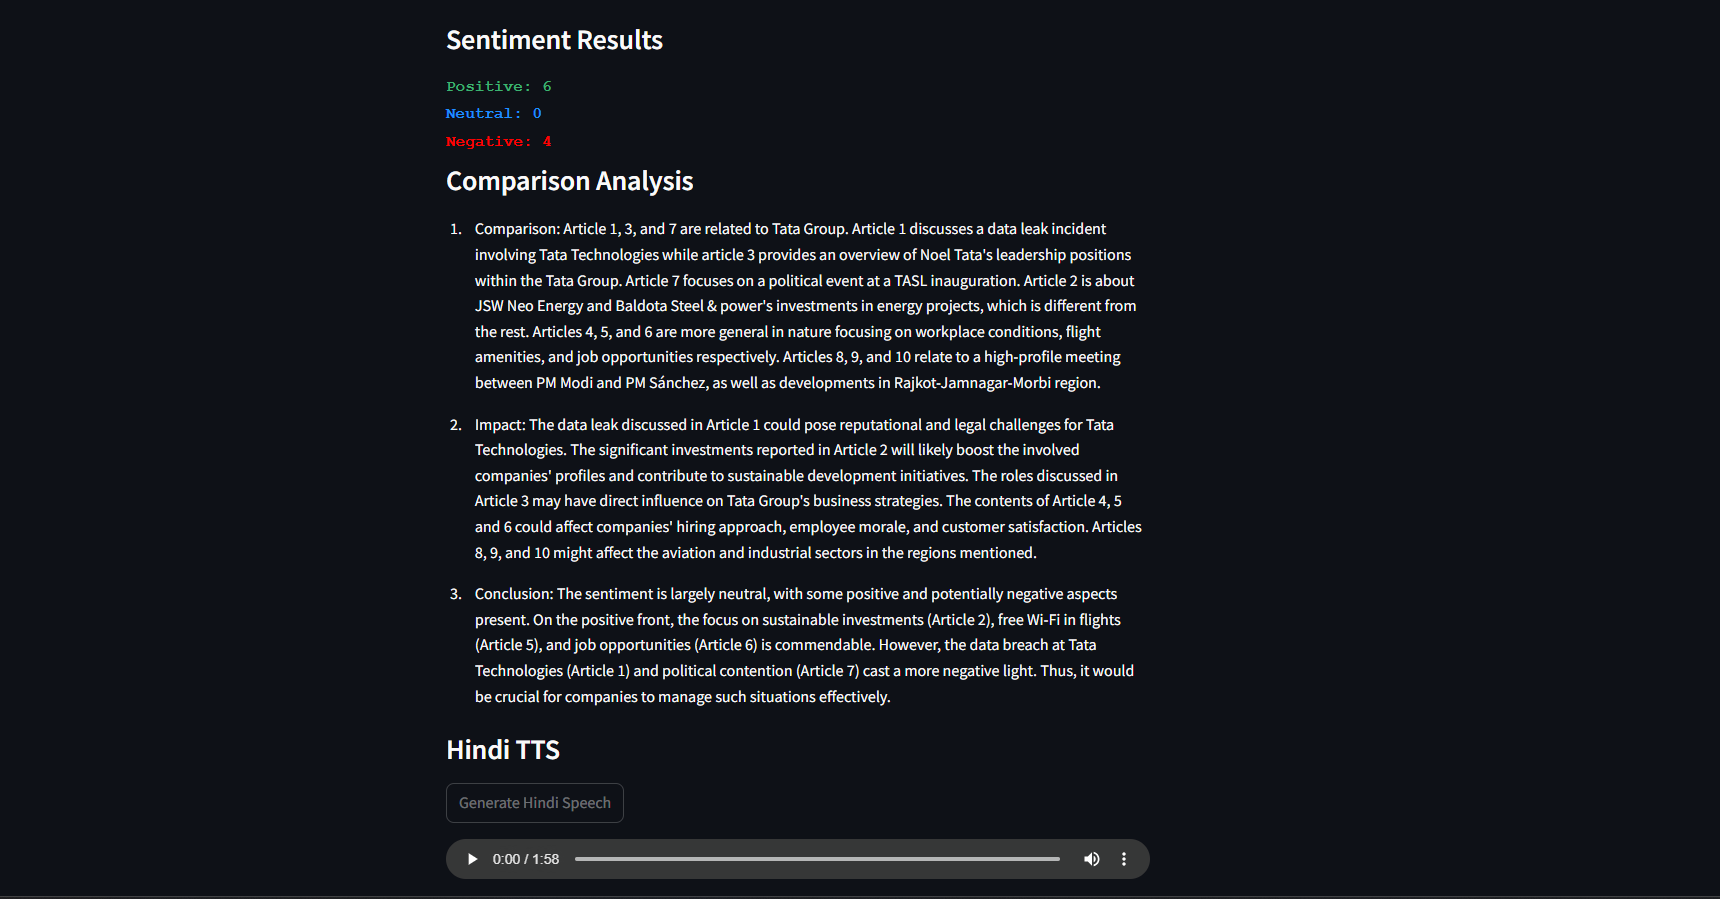 Sentiment Results
Positive: 6
Neutral: 0
Negative: 4
Comparison Analysis
1. Comparison: Article 1, 3, and 7 are related to Tata Group. Article 1 discusses a data leak incident
involving Tata Technologies while article 3 provides an overview of Noel Tata's leadership positions
within the Tata Group. Article 7 focuses on a political event at a TASL inauguration. Article 2 is about
JSW Neo Energy and Baldota Steel & power's investments in energy projects, which is different from
the rest. Articles 4, 5, and 6 are more general in nature focusing on workplace conditions, flight
amenities, and job opportunities respectively. Articles 8, 9, and 10 relate to a high-profile meeting
between PM Modi and PM Sánchez, as well as developments in Rajkot-Jamnagar-Morbi region.
2. Impact: The data leak discussed in Article 1 could pose reputational and legal challenges for Tata
Technologies. The significant investments reported in Article 2 will likely boost the involved
companies' profiles and contribute to sustainable development initiatives. The roles discussed in
Article 3 may have direct influence on Tata Group's business strategies. The contents of Article 4, 5
and 6 could affect companies' hiring approach, employee morale, and customer satisfaction. Articles
8, 9, and 10 might affect the aviation and industrial sectors in the regions mentioned.
3. Conclusion: The sentiment is largely neutral, with some positive and potentially negative aspects
present. On the positive front, the focus on sustainable investments (Article 2), free Wi-Fi in flights
(Article 5), and job opportunities (Article 6) is commendable. However, the data breach at Tata
Technologies (Article 1) and political contention (Article 7) cast a more negative light. Thus, it would
be crucial for companies to manage such situations effectively.
Hindi TTS
Generate Hindi Speech
0:00 / 1:58